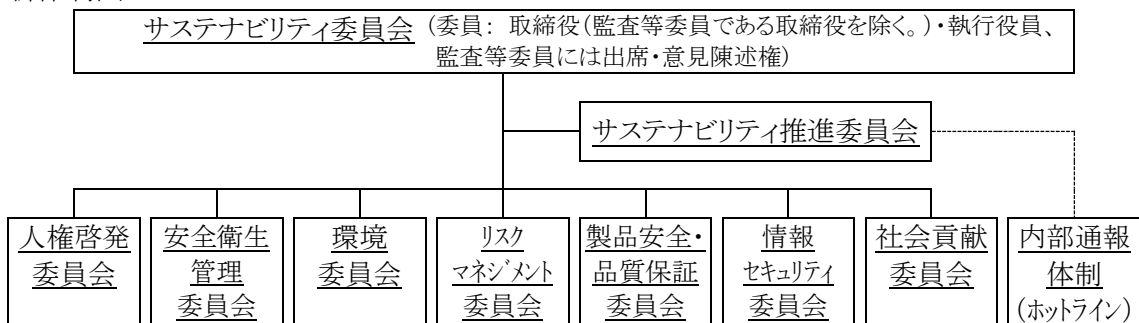 サステナビリティ委員会 (委員: 取締役(監査等委員である取締役を除く。)・執行役員、
監査等委員には出席・意見陳述権)
サステナビリティ推進委員会
人権啓発
委員会
安全衛生
管理
委員会
環境
委員会
リスク
マネジメント
委員会
製品安全・
品質保証
委員会
情報
セキュリティ
委員会
社会貢献
委員会
内部通報
体制
(ホットライン)